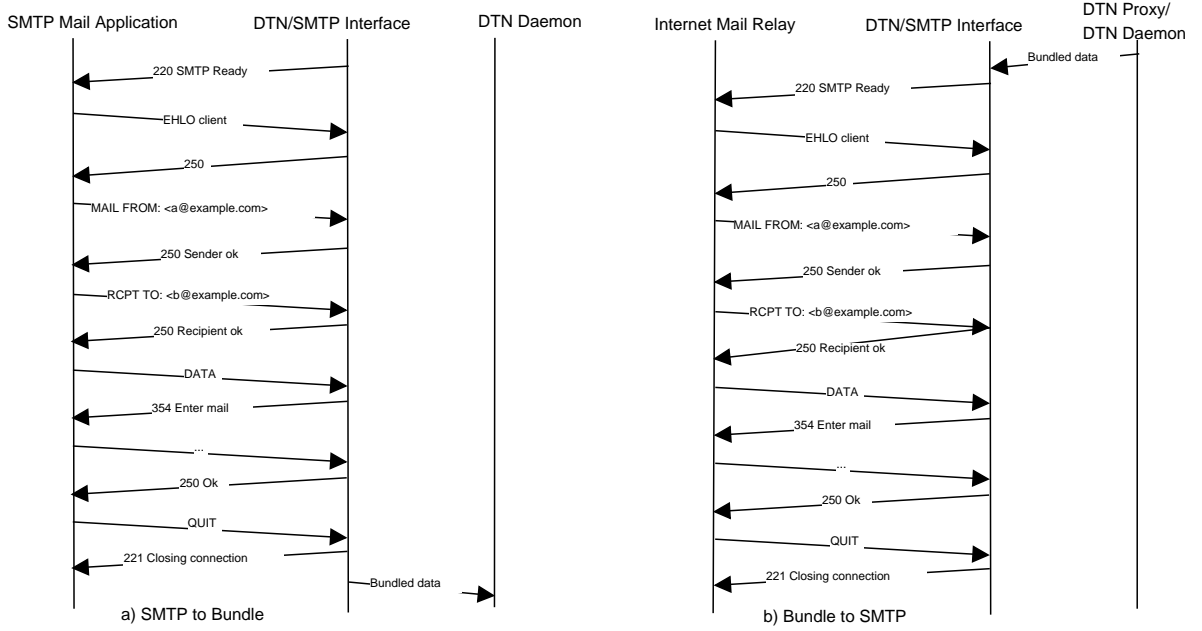 SMTP Mail Application
DTN/SMTP Interface
DTN Daemon
220 SMTP Ready
EHLO client
250
MAIL FROM: <a@example.com>
250 Sender ok
RCPT TO: <b@example.com>
250 Recipient ok
DATA
354 Enter mail
...
250 Ok
QUIT
221 Closing connection
Bundled data
a) SMTP to Bundle
Internet Mail Relay
DTN/SMTP Interface
DTN Proxy/
DTN Daemon
Bundled data
220 SMTP Ready
EHLO client
250
MAIL FROM: <a@example.com>
250 Sender ok
RCPT TO: <b@example.com>
250 Recipient ok
DATA
354 Enter mail
...
250 Ok
QUIT
221 Closing connection
b) Bundle to SMTP